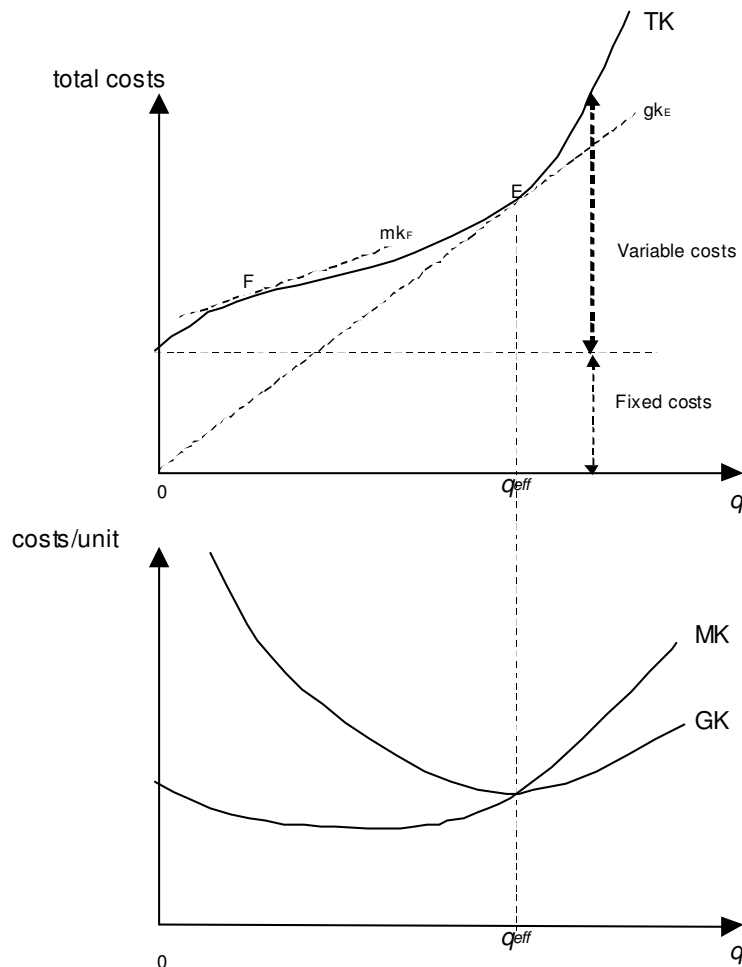 TK
total costs
gkE
E
mkF
F
Variable costs
Fixed costs
0
qeff
q
costs/unit
MK
GK
0
qeff
q